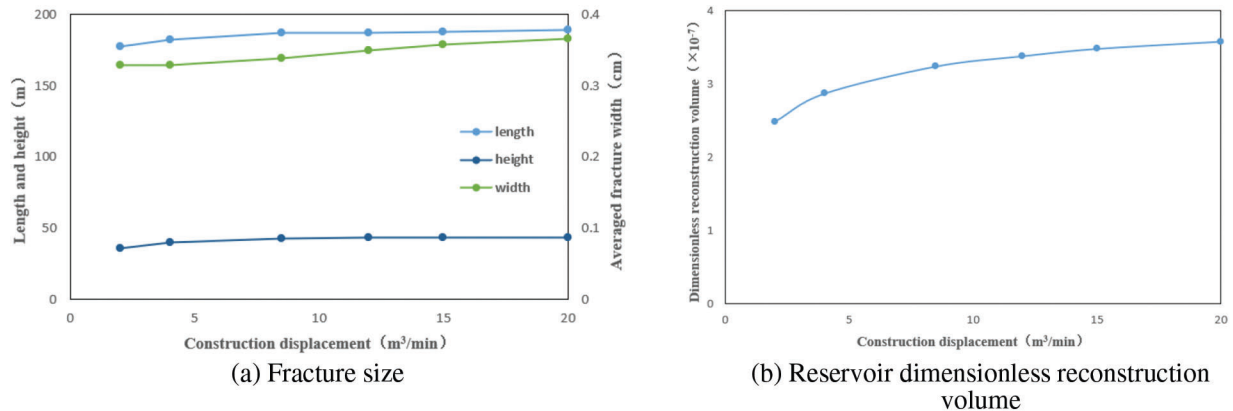 200
150
100
50
0
Length and height（m）
0.4
0.3
0.2
0.1
0
Averaged fracture width（cm）
length
height
width
0 5 10 15 20
Construction displacement（m³/min）
(a) Fracture size
4
3
2
1
0
Dimensionless reconstruction volume（×10⁻⁷）
0 5 10 15 20
Construction displacement（m³/min）
(b) Reservoir dimensionless reconstruction
volume